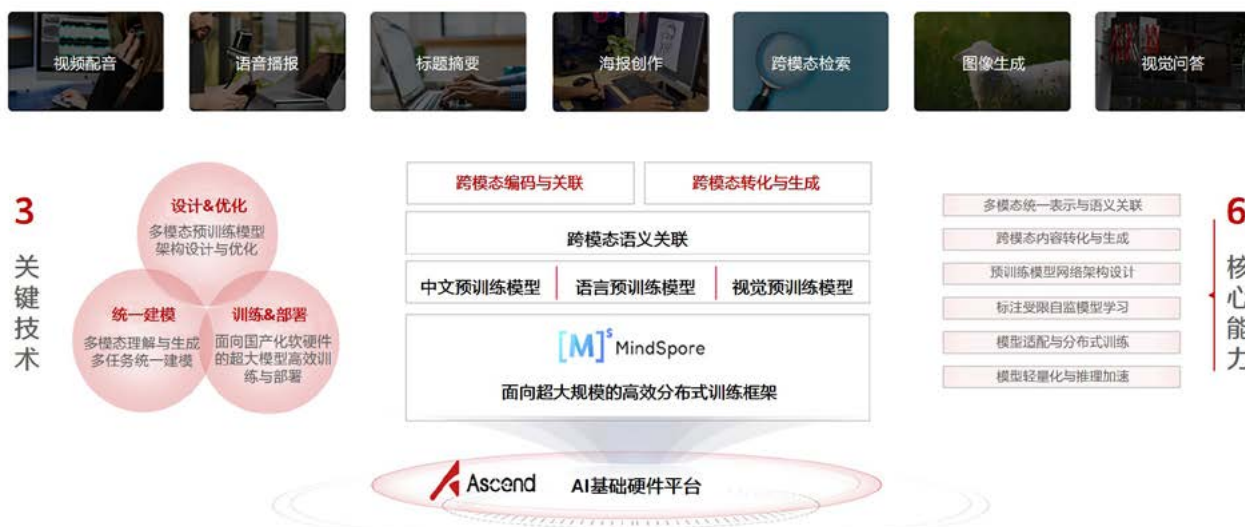 视频配音
语音播报
标题摘要
海报创作
跨模态检索
图像生成
视觉问答
3
关键技术
设计&优化
多模态预训练模型
架构设计与优化
统一建模
多模态理解与生成
多任务统一建模
训练&部署
面向国产化软硬件
的超大模型高效训
练与部署
跨模态编码与关联
跨模态转化与生成
跨模态语义关联
中文预训练模型
语言预训练模型
视觉预训练模型
[M]s MindSpore
面向超大规模的高效分布式训练框架
Ascend
AI基础硬件平台
多模态统一表示与语义关联
跨模态内容转化与生成
预训练模型网络架构设计
标注受限自监模型学习
模型适配与分布式训练
模型轻量化与推理加速
6
核心能力